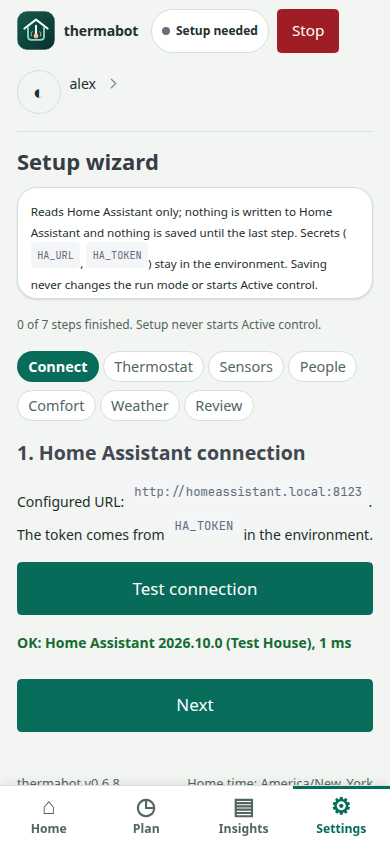 thermabot
Setup needed
Stop
alex
Setup wizard
Reads Home Assistant only; nothing is written to Home
Assistant and nothing is saved until the last step. Secrets (
HA_URL , HA_TOKEN ) stay in the environment. Saving
never changes the run mode or starts Active control.
0 of 7 steps finished. Setup never starts Active control.
Connect Thermostat Sensors People
Comfort Weather Review
1. Home Assistant connection
Configured URL: http://homeassistant.local:8123 .
The token comes from HA_TOKEN in the environment.
Test connection
OK: Home Assistant 2026.10.0 (Test House), 1 ms
Next
thermabot v0.6.8 Home time: America/New_York
Home Plan Insights Settings